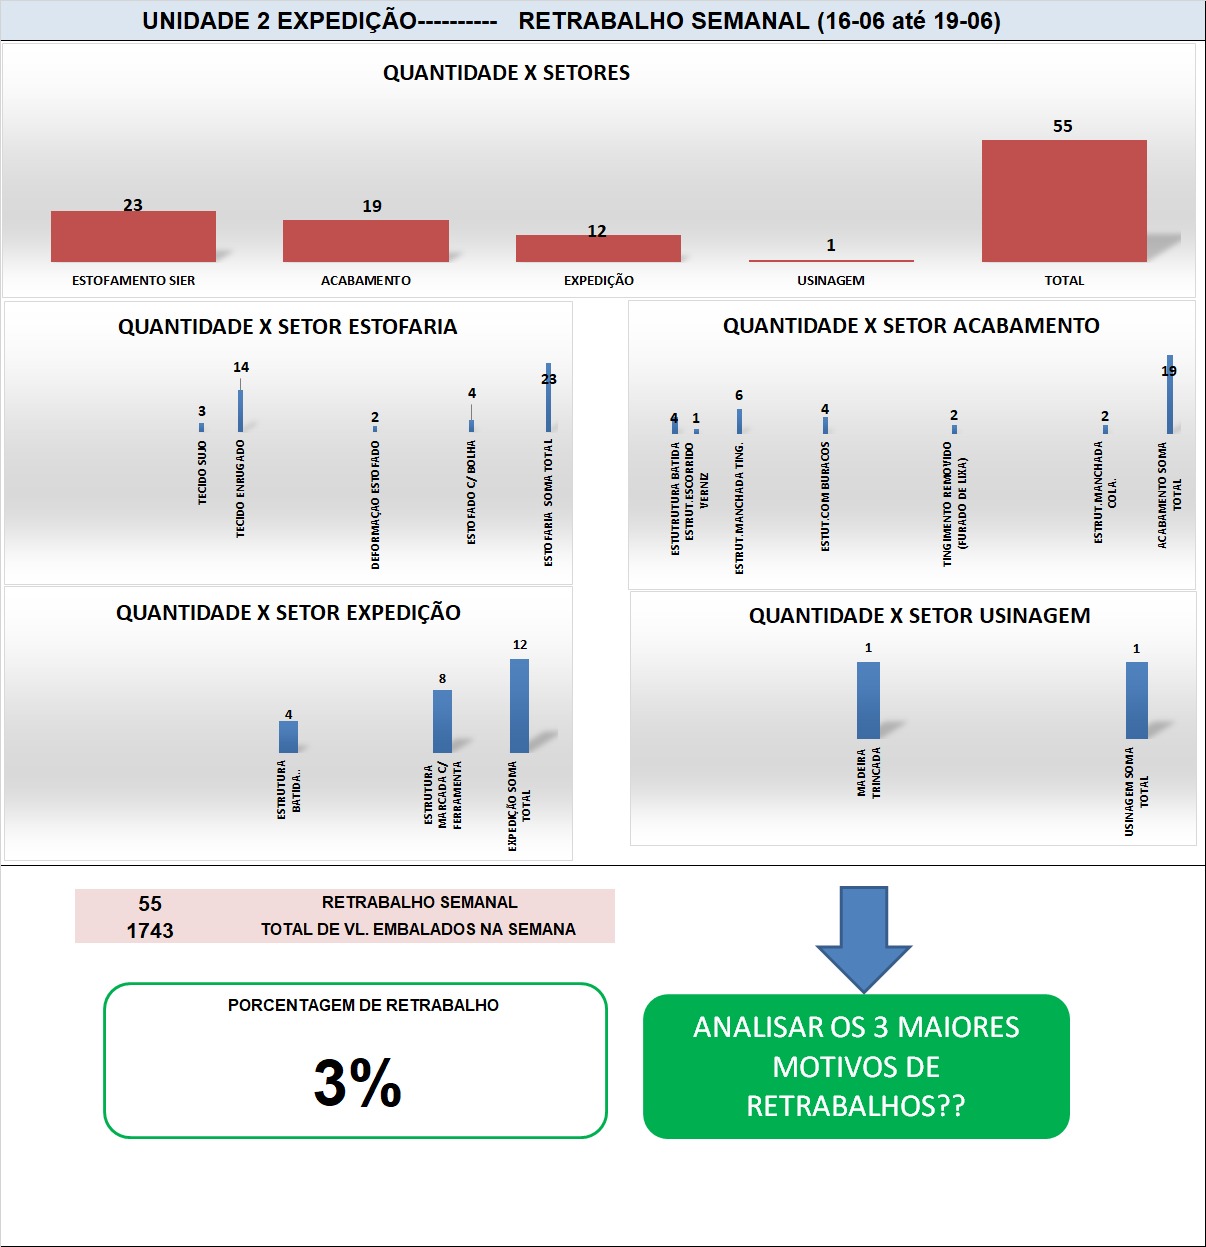 UNIDADE 2 EXPEDIÇÃO---------- RETRABALHO SEMANAL (16-06 até 19-06)
QUANTIDADE X SETORES
23
19
12
1
55
ESTOFAMENTO SIER
ACABAMENTO
EXPEDIÇÃO
USINAGEM
TOTAL
QUANTIDADE X SETOR ESTOFARIA
3
14
2
4
23
TECIDO SUJO
TECIDO ENRUGADO
DEFORMAÇAO ESTOFADO
ESTOFADO C/ BOLHA
ESTOFARIA SOMA TOTAL
QUANTIDADE X SETOR ACABAMENTO
4
1
6
4
2
2
19
ESTUTRUTURA BATIDA
ESTRUT.ESCORRIDO
VERNIZ
ESTRUT.MANCHADA TING.
ESTUT.COM BURACOS
TINGIMENTO REMOVIDO
(FURADO DE LIXA)
ESTRUT.MANCHADA
COLA.
ACABAMENTO SOMA
TOTAL
QUANTIDADE X SETOR EXPEDIÇÃO
4
8
12
ESTRUTURA
BATIDA..
ESTRUTURA
MARCADA C/
FERRAMENTA
EXPEDIÇÃO SOMA
TOTAL
QUANTIDADE X SETOR USINAGEM
1
1
MADEIRA
TRINCADA
USINAGEM SOMA
TOTAL
55 RETRABALHO SEMANAL
1743 TOTAL DE VL. EMBALADOS NA SEMANA
PORCENTAGEM DE RETRABALHO
3%
ANALISAR OS 3 MAIORES
MOTIVOS DE
RETRABALHOS??